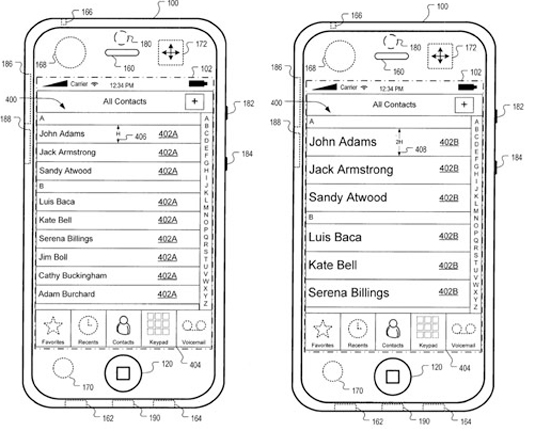 100
166
168
180
160
172
102
186
Carrier 12:34 PM
400
All Contacts +
182
188
A
John Adams H 406 402A
Jack Armstrong 402A
184
Sandy Atwood 402A
B
Luis Baca 402A
Kate Bell 402A
Serena Billings 402A
Jim Boll 402A
Cathy Buckingham 402A
Adam Burchard 402A
A
B
C
D
E
F
G
H
I
J
K
L
M
N
O
P
Q
R
S
T
U
V
W
X
Y
Z
Favorites Recents Contacts Keypad Voicemail
404
120
170
162 190 164
100
166
168
180
160
172
102
186
Carrier 12:34 PM
400
All Contacts +
182
188
A
John Adams 2H 408 402B
Jack Armstrong 402B
184
Sandy Atwood 402B
B
Luis Baca 402B
Kate Bell 402B
Serena Billings 402B
A
B
C
D
E
F
G
H
I
J
K
L
M
N
O
P
Q
R
S
T
U
V
W
X
Y
Z
Favorites Recents Contacts Keypad Voicemail
404
120
170
162 190 164